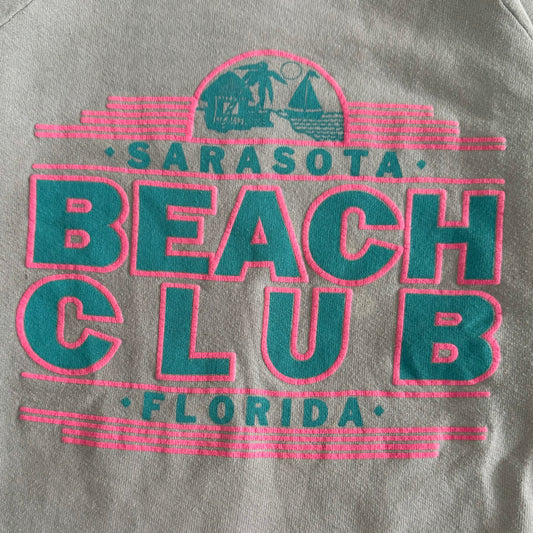 • SARASOTA •
BEACH
CLUB
• FLORIDA •